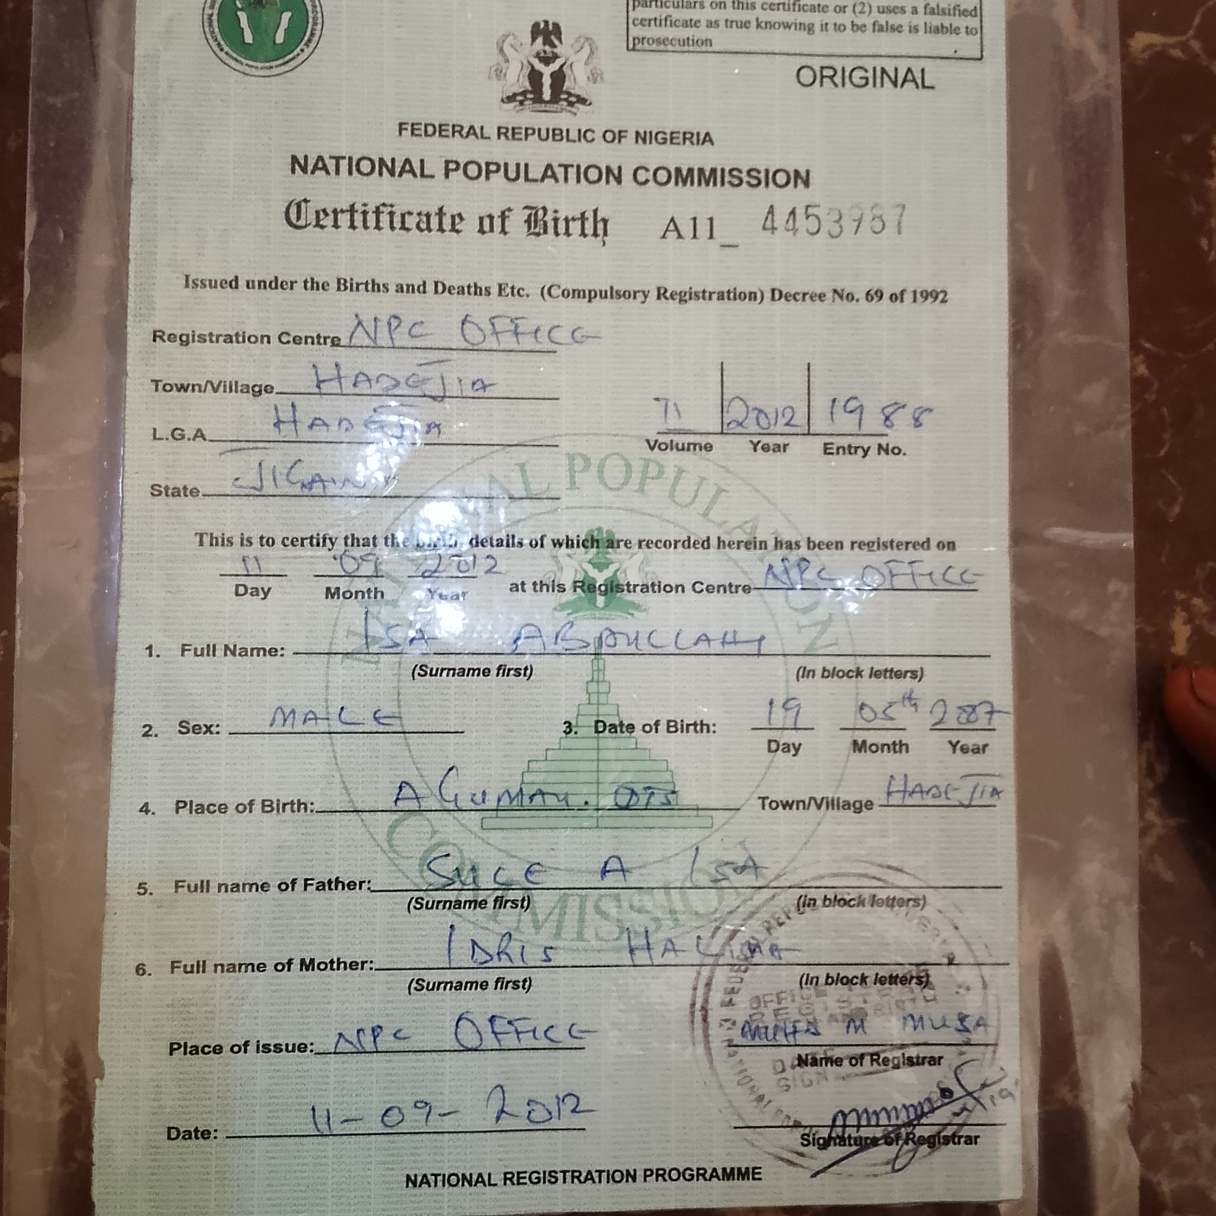 particulars on this certificate or (2) uses a falsified
certificate as true knowing it to be false is liable to
prosecution
ORIGINAL
FEDERAL REPUBLIC OF NIGERIA
NATIONAL POPULATION COMMISSION
Certificate of Birth A11_ 4453987
Issued under the Births and Deaths Etc. (Compulsory Registration) Decree No. 69 of 1992
Registration Centre NPC OFFICE
Town/Village HADEJIA
L.G.A. HADEJIA
2012 1988
Volume Year Entry No.
State JIGAWA
This is to certify that the birth, details of which are recorded herein has been registered on
11 09 2012 at this Registration Centre NPC OFFICE
Day Month Year
1. Full Name: ISA ABDULLAHI
(Surname first) (In block letters)
2. Sex: MALE 3. Date of Birth: 19 05th 2007
Day Month Year
4. Place of Birth: Town/Village HADEJIA
5. Full name of Father: SULE A ISA
(Surname first) (In block letters)
6. Full name of Mother: IDRIS HALIMA
(Surname first) (In block letters)
Place of issue: NPC OFFICE M MUSA
Name of Registrar
Date: 11-09-2012
Signature of Registrar
NATIONAL REGISTRATION PROGRAMME
NATIONAL POPULATION COMMISSION